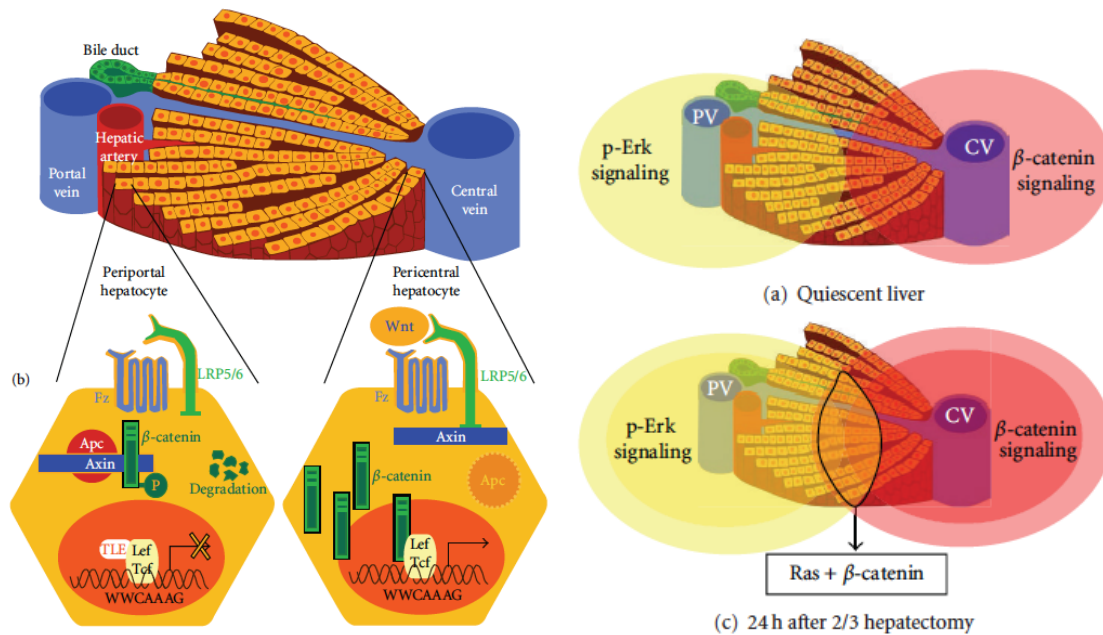 Bile duct
Hepatic
artery
Portal
vein
Central
vein
Periportal
hepatocyte
Pericentral
hepatocyte
(b)
Fz
LRP5/6
Apc
Axin
β-catenin
P
Degradation
TLE
Lef
Tcf
WWCAAAG
Wnt
Fz
LRP5/6
Axin
β-catenin
Apc
Lef
Tcf
WWCAAAG
p-Erk
signaling
PV
CV
β-catenin
signaling
(a) Quiescent liver
p-Erk
signaling
PV
CV
β-catenin
signaling
Ras + β-catenin
(c) 24 h after 2/3 hepatectomy